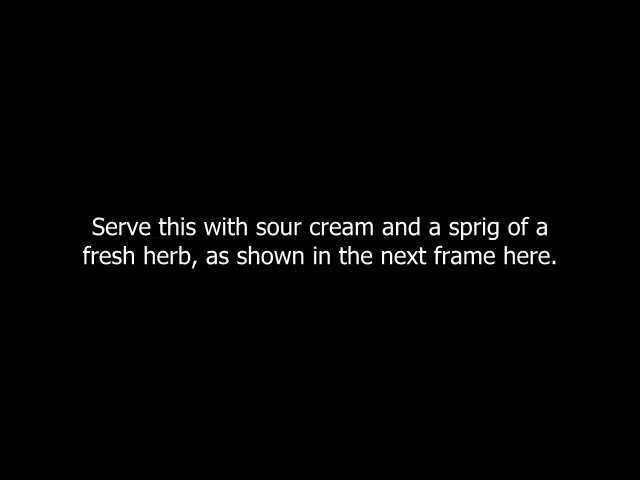 Serve this with sour cream and a sprig of a
fresh herb, as shown in the next frame here.